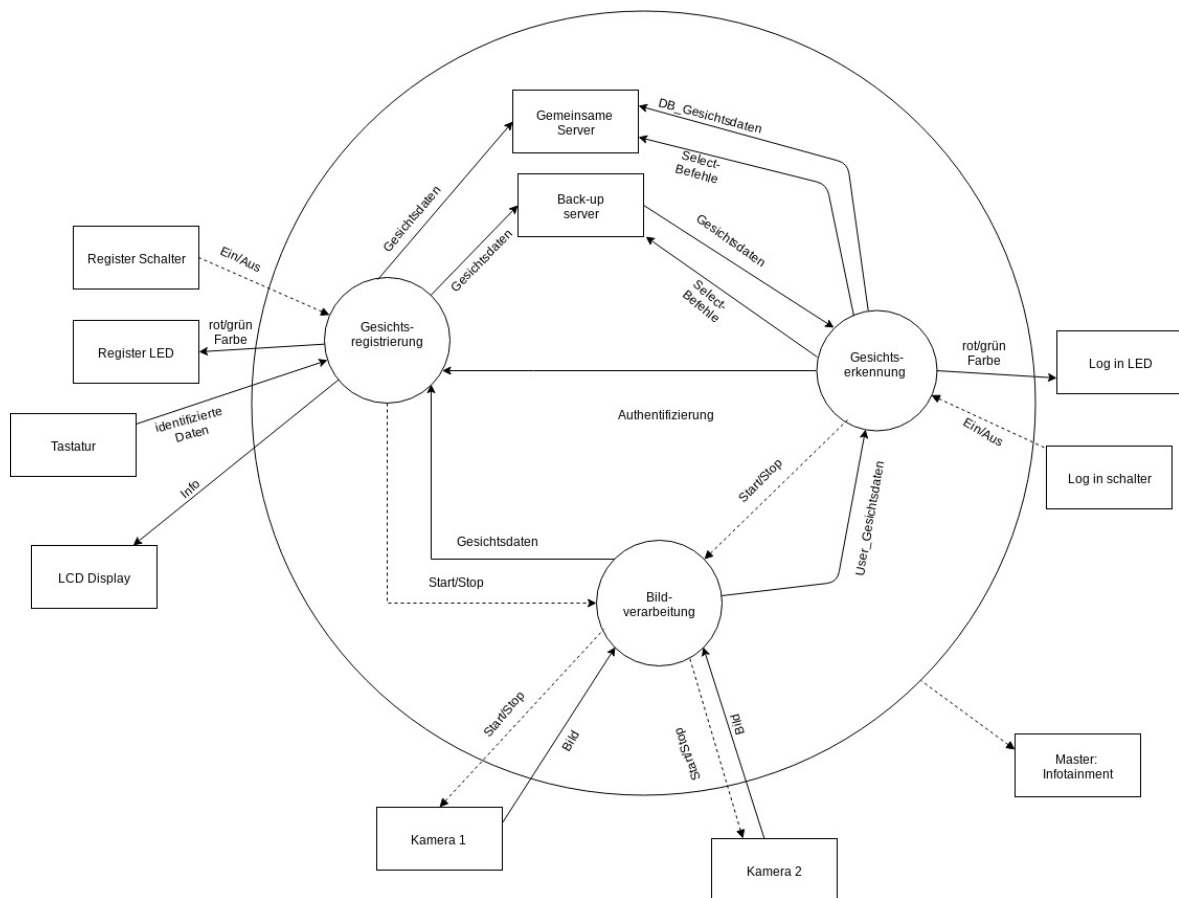 Gemeinsame
Server
DB_Gesichtsdaten
Select-
Befehle
Back-up
server
Gesichtsdaten
Gesichtsdaten
Gesichtsdaten
Select-
Befehle
Register Schalter
Ein/Aus
Gesichts-
registrierung
rot/grün
Farbe
Register LED
Gesichts-
erkennung
rot/grün
Farbe
Log in LED
identifizierte
Daten
Tastatur
Authentifizierung
Ein/Aus
Log in schalter
Info
Start/Stop
User_Gesichtsdaten
LCD Display
Gesichtsdaten
Start/Stop
Bild-
verarbeitung
Start/Stop
Bild
Start/Stop
Bild
Master:
Infotainment
Kamera 1
Kamera 2